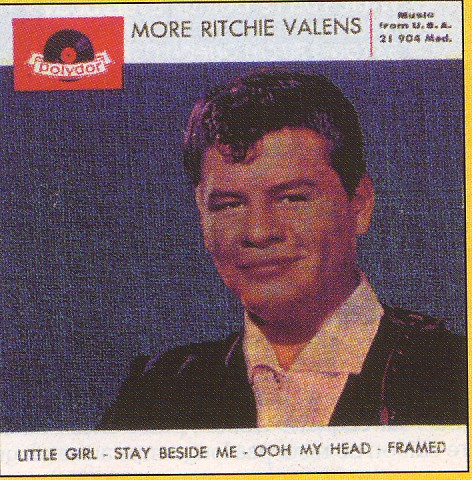 polydor
MORE RITCHIE VALENS
Music
from U.S.A.
21 904 Med.
LITTLE GIRL - STAY BESIDE ME - OOH MY HEAD - FRAMED